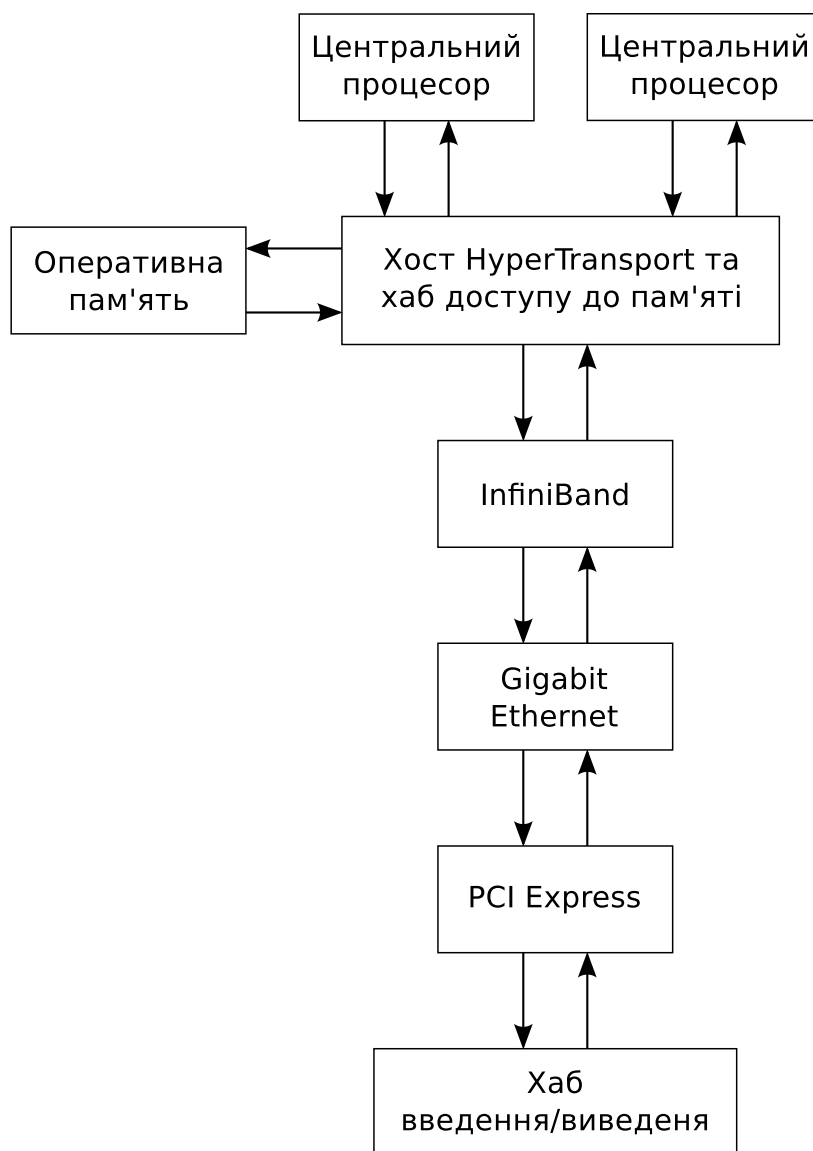 Центральний
процесор
Центральний
процесор
Оперативна
пам'ять
Хост HyperTransport та
хаб доступу до пам'яті
InfiniBand
Gigabit
Ethernet
PCI Express
Хаб
введення/виведеня